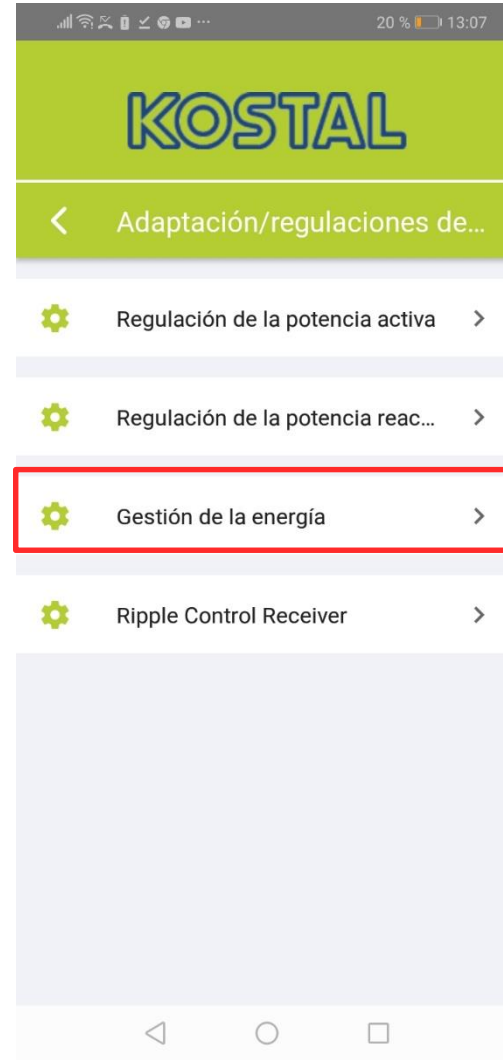 20 % 13:07
KOSTAL
Adaptación/regulaciones de...
Regulación de la potencia activa
Regulación de la potencia reac...
Gestión de la energía
Ripple Control Receiver